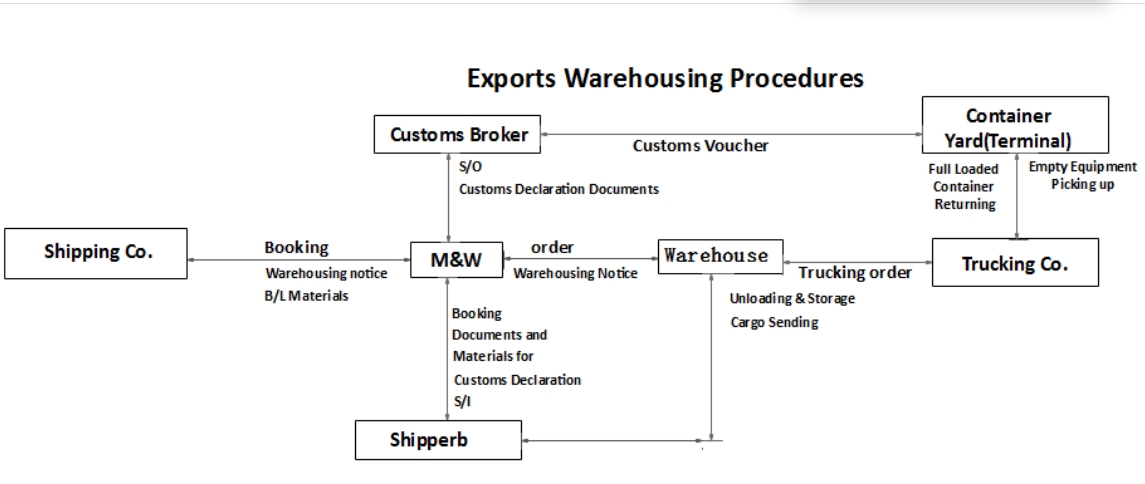 Exports Warehousing Procedures
Customs Broker
Container
Yard(Terminal)
Customs Voucher
S/O
Customs Declaration Documents
Full Loaded
Container
Returning
Empty Equipment
Picking up
Shipping Co.
Booking
Warehousing notice
B/L Materials
M&W
order
Warehousing Notice
Warehouse
Trucking order
Trucking Co.
Unloading & Storage
Cargo Sending
Booking
Documents and
Materials for
Customs Declaration
S/I
Shipperb